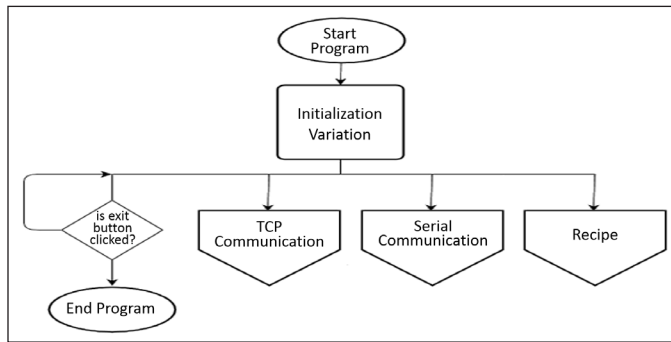 Start
Program
Initialization
Variation
is exit
button
clicked?
TCP
Communication
Serial
Communication
Recipe
End Program